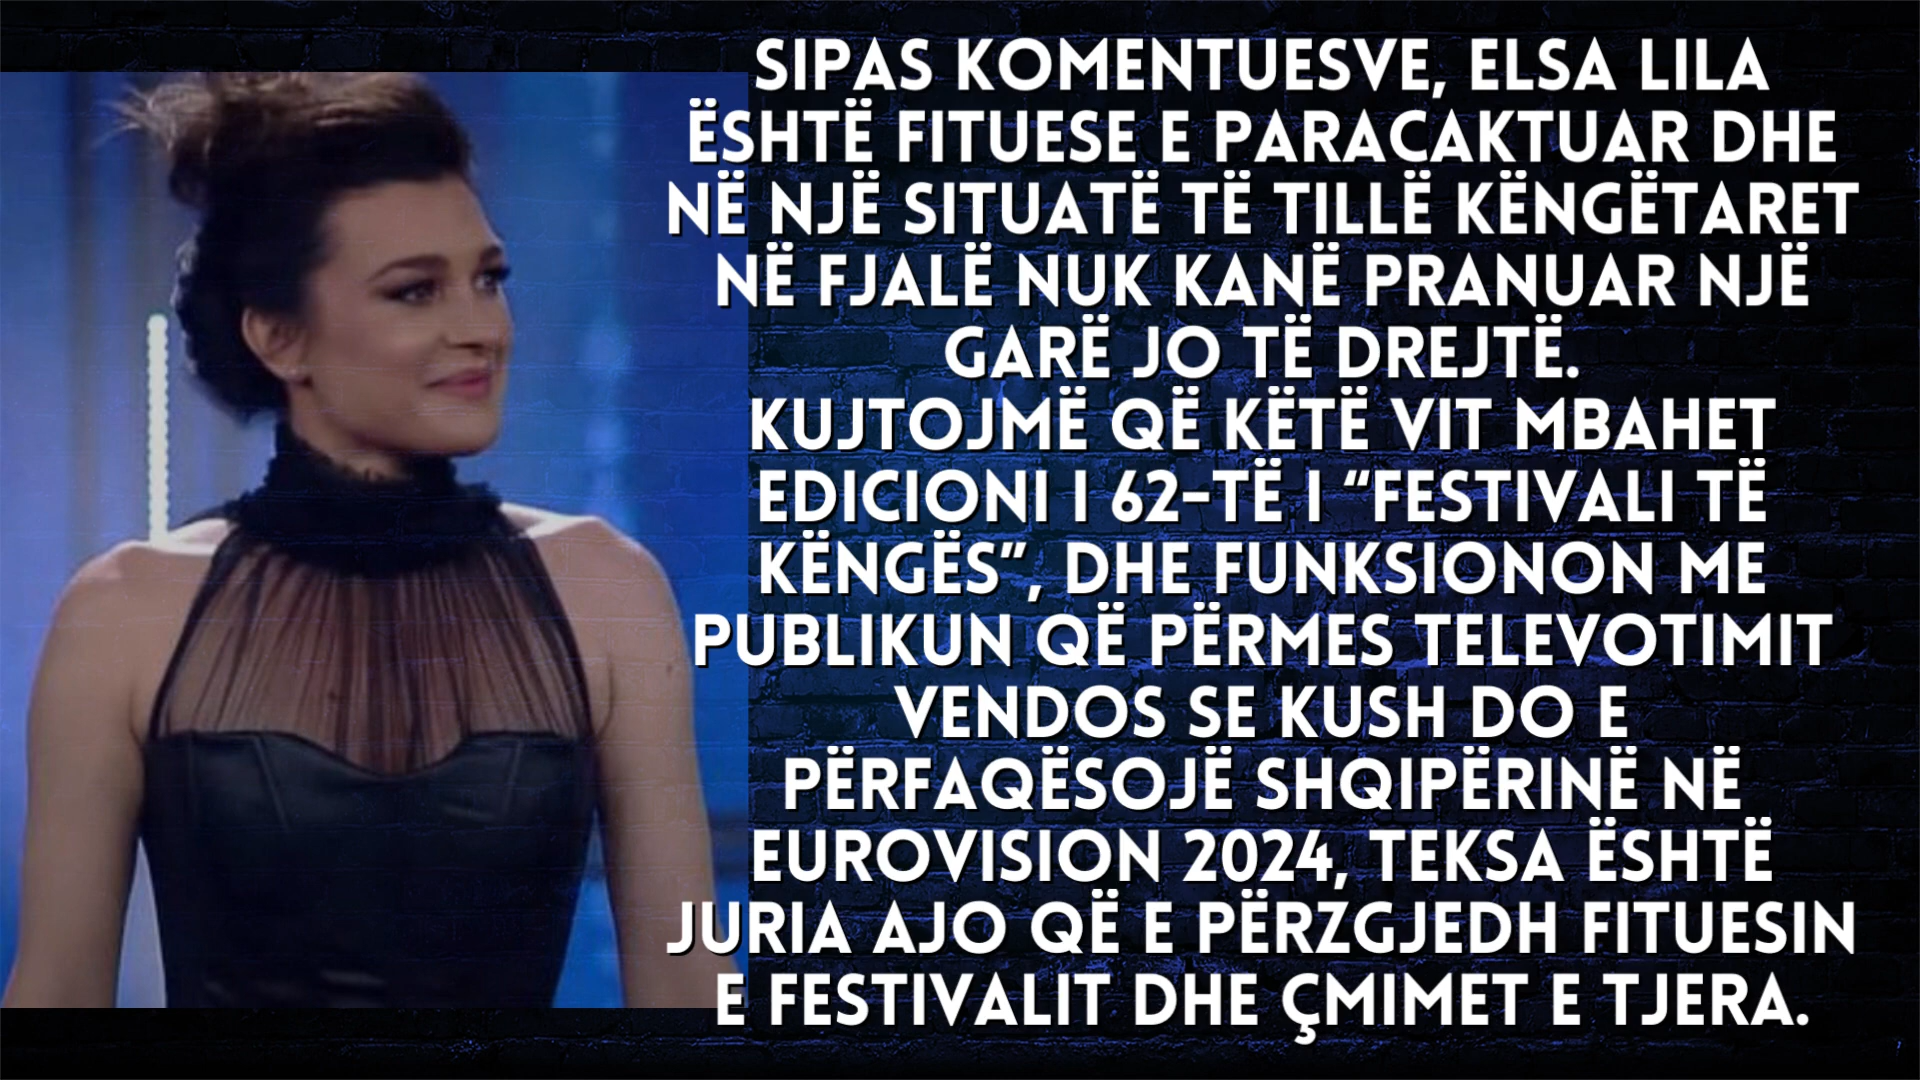 SIPAS KOMENTUESVE, ELSA LILA
ËSHTË FITUESE E PARACAKTUAR DHE
NË NJË SITUATË TË TILLË KËNGËTARET
NË FJALË NUK KANË PRANUAR NJË
GARË JO TË DREJTË.
KUJTOJMË QË KËTË VIT MBAHET
EDICIONI I 62-TË I “FESTIVALI TË
KËNGËS”, DHE FUNKSIONON ME
PUBLIKUN QË PËRMES TELEVOTIMIT
VENDOS SE KUSH DO E
PËRFAQËSOJË SHQIPËRINË NË
EUROVISION 2024, TEKSA ËSHTË
JURIA AJO QË E PËRZGJEDH FITUESIN
E FESTIVALIT DHE ÇMIMET E TJERA.